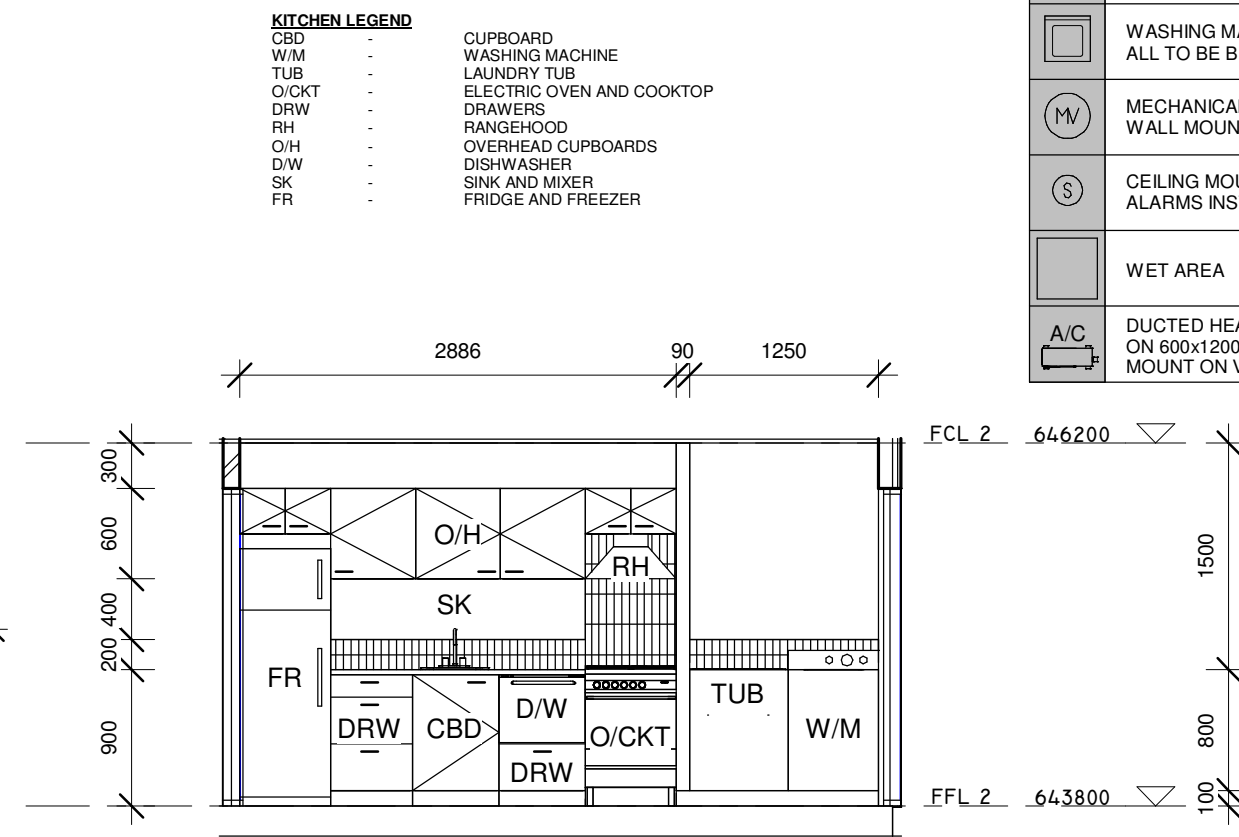 KITCHEN LEGEND
CBD - CUPBOARD
W/M - WASHING MACHINE
TUB - LAUNDRY TUB
O/CKT - ELECTRIC OVEN AND COOKTOP
DRW - DRAWERS
RH - RANGEHOOD
O/H - OVERHEAD CUPBOARDS
D/W - DISHWASHER
SK - SINK AND MIXER
FR - FRIDGE AND FREEZER
WASHING MA
ALL TO BE B
MV
MECHANICA
WALL MOUN
S
CEILING MOU
ALARMS INS
WET AREA
A/C
DUCTED HEA
ON 600x1200
MOUNT ON V
2886
90
1250
FCL 2 646200
300
600
400
200
900
O/H
RH
SK
FR
DRW
CBD
D/W
DRW
O/CKT
TUB
W/M
1500
800
100
FFL 2 643800